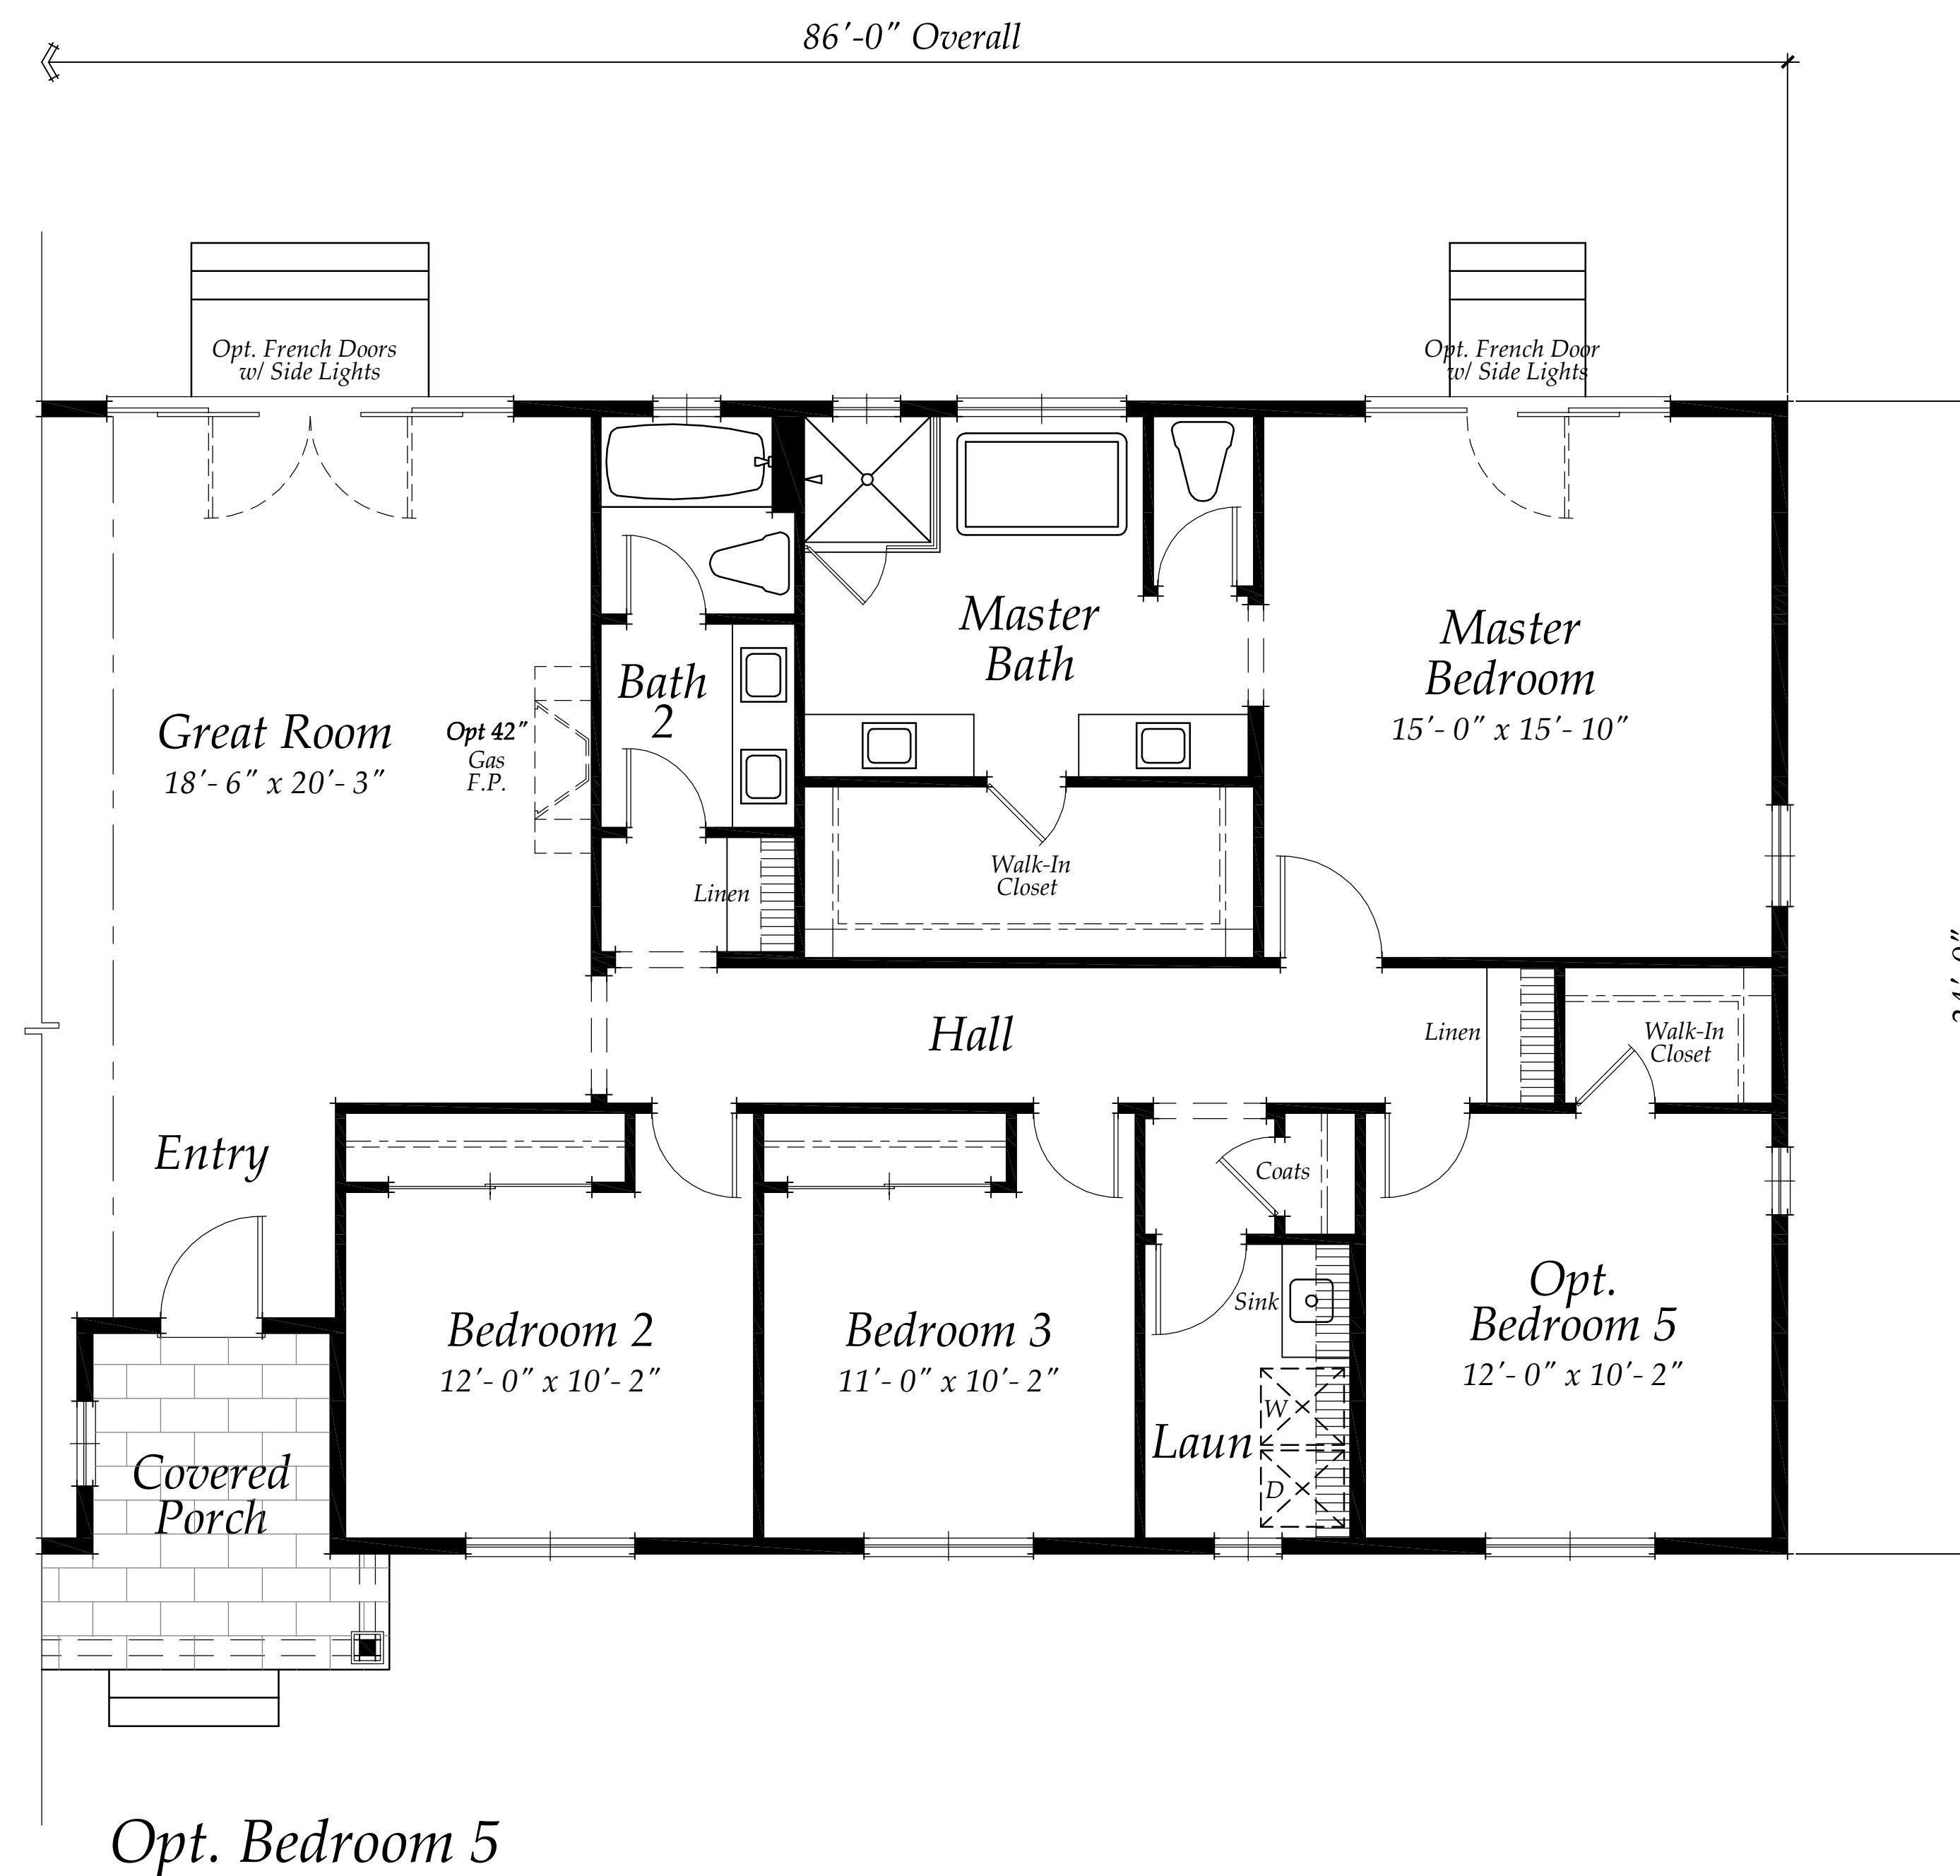 86'-0" Overall
Opt. French Doors
w/ Side Lights
Opt. French Door
w/ Side Lights
Master
Bath
Master
Bedroom
15'- 0" x 15'- 10"
Bath
2
Great Room
18'- 6" x 20'- 3"
Opt 42"
Gas
F.P.
Walk-In
Closet
Linen
Hall
Linen
Walk-In
Closet
Entry
Coats
Opt.
Bedroom 5
12'- 0" x 10'- 2"
Sink
Bedroom 2
12'- 0" x 10'- 2"
Bedroom 3
11'- 0" x 10'- 2"
W
Laun
D
Covered
Porch
Opt. Bedroom 5